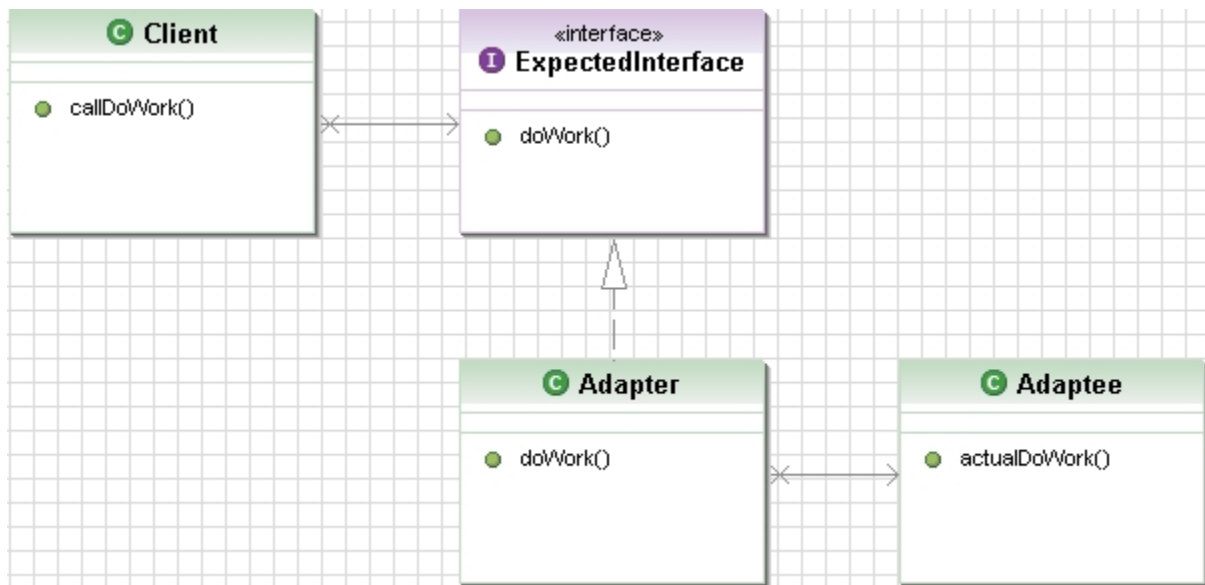 C Client
callDoWork()
«interface»
I ExpectedInterface
doWork()
C Adapter
doWork()
C Adaptee
actualDoWork()